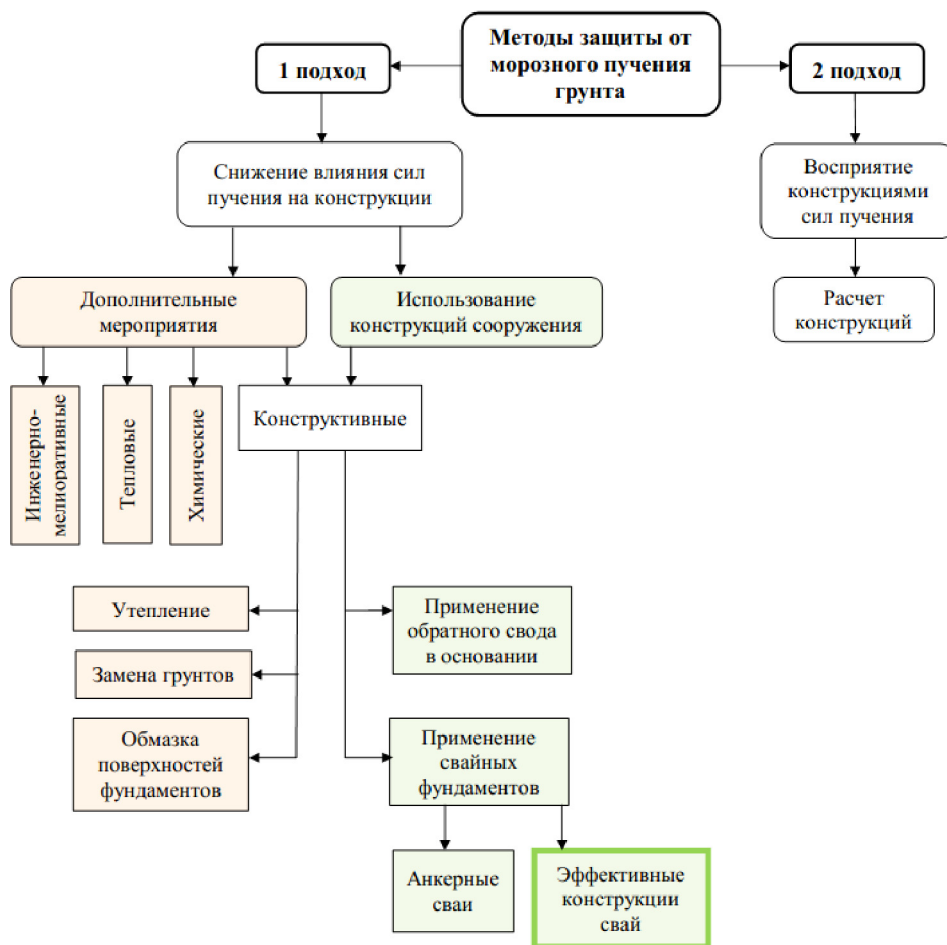 Методы защиты от
морозного пучения
грунта
1 подход
2 подход
Снижение влияния сил
пучения на конструкции
Восприятие
конструкциями
сил пучения
Дополнительные
мероприятия
Использование
конструкций сооружения
Расчет
конструкций
Инженерно-
мелиоративные
Тепловые
Химические
Конструктивные
Утепление
Применение
обратного свода
в основании
Замена грунтов
Обмазка
поверхностей
фундаментов
Применение
свайных
фундаментов
Анкерные
сваи
Эффективные
конструкции
свай